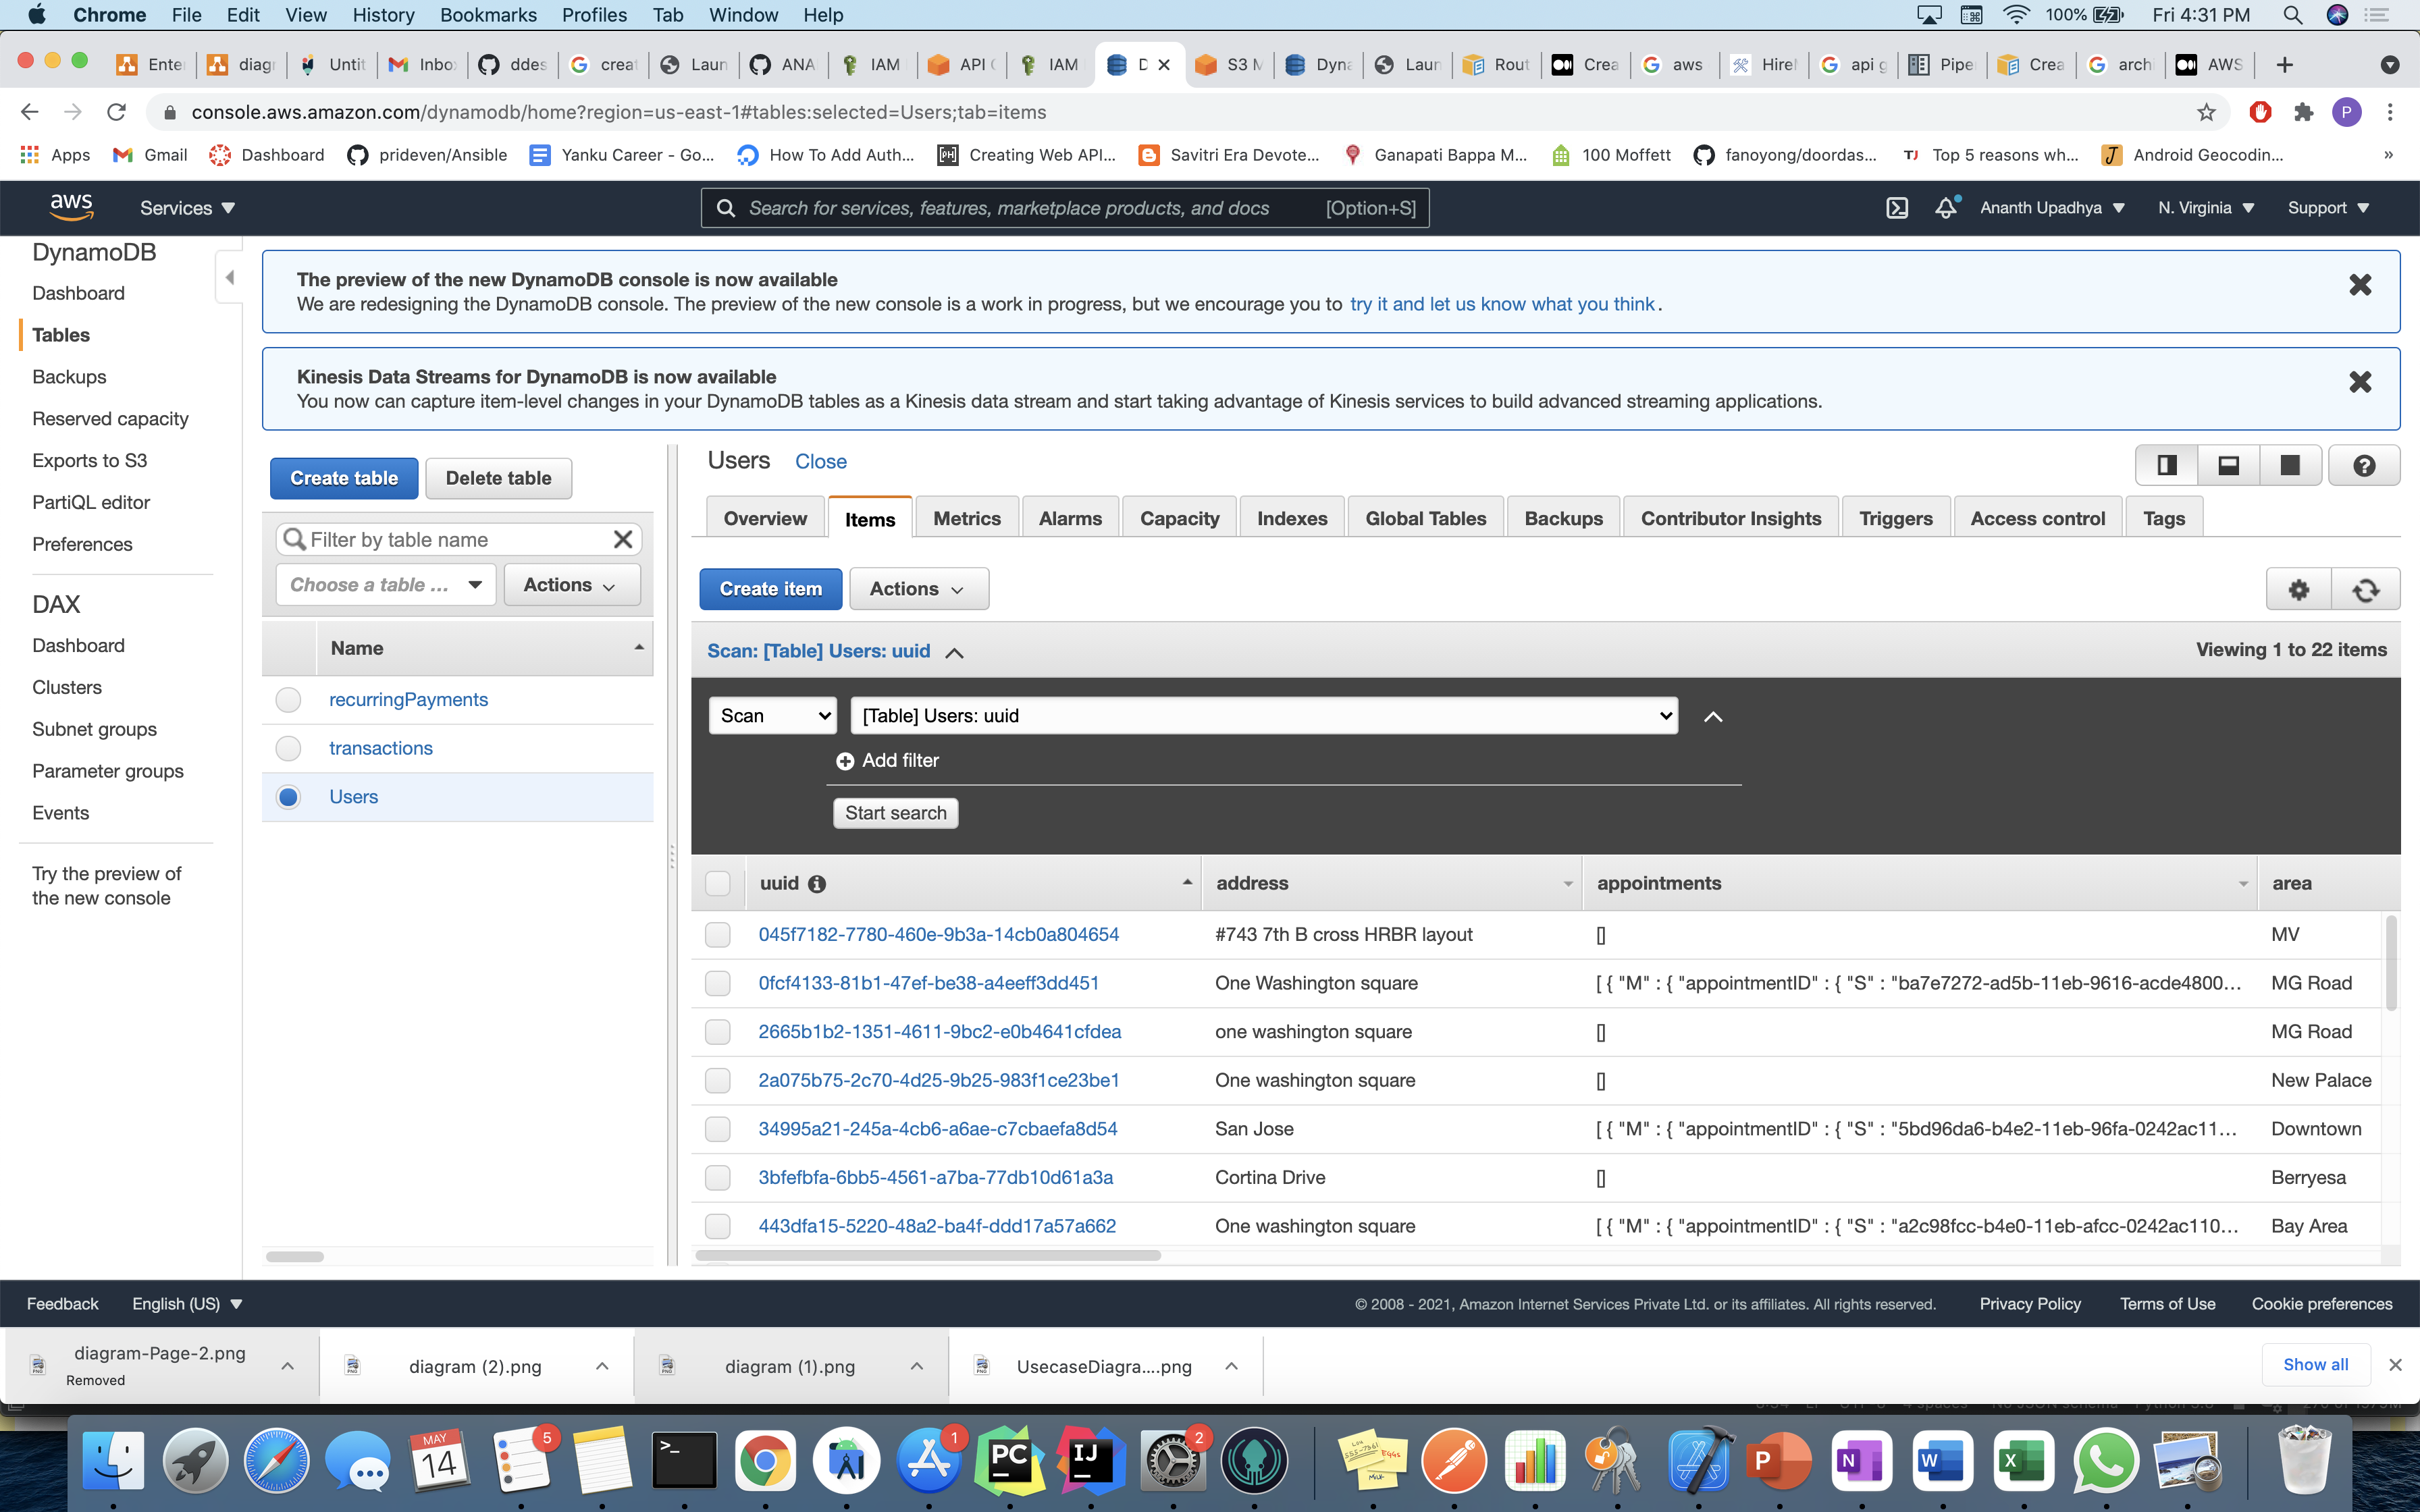 Chrome File Edit View History Bookmarks Profiles Tab Window Help 100% Fri 4:31 PM
Ente diagr Untit Inbo ddes creat Laun ANA IAM API C IAM D S3 M Dyna Laun Rout Crea aws HireN api g Pipe Crea archi AWS
console.aws.amazon.com/dynamodb/home?region=us-east-1#tables:selected=Users;tab=items P
Apps Gmail Dashboard prideven/Ansible Yanku Career - Go... How To Add Auth... Creating Web API... Savitri Era Devote... Ganapati Bappa M... 100 Moffett fanoyong/doordas... TJ Top 5 reasons wh... Android Geocodin... »
aws Services Search for services, features, marketplace products, and docs [Option+S] Ananth Upadhya N. Virginia Support
DynamoDB
Dashboard
Tables
Backups
Reserved capacity
Exports to S3
PartiQL editor
Preferences
DAX
Dashboard
Clusters
Subnet groups
Parameter groups
Events
Try the preview of
the new console
The preview of the new DynamoDB console is now available
We are redesigning the DynamoDB console. The preview of the new console is a work in progress, but we encourage you to try it and let us know what you think.
Kinesis Data Streams for DynamoDB is now available
You now can capture item-level changes in your DynamoDB tables as a Kinesis data stream and start taking advantage of Kinesis services to build advanced streaming applications.
Create table Delete table
Filter by table name
Choose a table ... Actions
Name
recurringPayments
transactions
Users
Users Close
Overview Items Metrics Alarms Capacity Indexes Global Tables Backups Contributor Insights Triggers Access control Tags
Create item Actions
Scan: [Table] Users: uuid Viewing 1 to 22 items
Scan [Table] Users: uuid
Add filter
Start search
uuid address appointments area
045f7182-7780-460e-9b3a-14cb0a804654 #743 7th B cross HRBR layout [] MV
0fcf4133-81b1-47ef-be38-a4eeff3dd451 One Washington square [ { "M" : { "appointmentID" : { "S" : "ba7e7272-ad5b-11eb-9616-acde4800... MG Road
2665b1b2-1351-4611-9bc2-e0b4641cfdea one washington square [] MG Road
2a075b75-2c70-4d25-9b25-983f1ce23be1 One washington square [] New Palace
34995a21-245a-4cb6-a6ae-c7cbaefa8d54 San Jose [ { "M" : { "appointmentID" : { "S" : "5bd96da6-b4e2-11eb-96fa-0242ac11... Downtown
3bfefbfa-6bb5-4561-a7ba-77db10d61a3a Cortina Drive [] Berryesa
443dfa15-5220-48a2-ba4f-ddd17a57a662 One washington square [ { "M" : { "appointmentID" : { "S" : "a2c98fcc-b4e0-11eb-afcc-0242ac110... Bay Area
Feedback English (US) © 2008 - 2021, Amazon Internet Services Private Ltd. or its affiliates. All rights reserved. Privacy Policy Terms of Use Cookie preferences
diagram-Page-2.png
Removed
diagram (2).png
diagram (1).png
UsecaseDiagra....png
Show all
MAY
14
5
1
PC
IJ
2
P
N
W
X